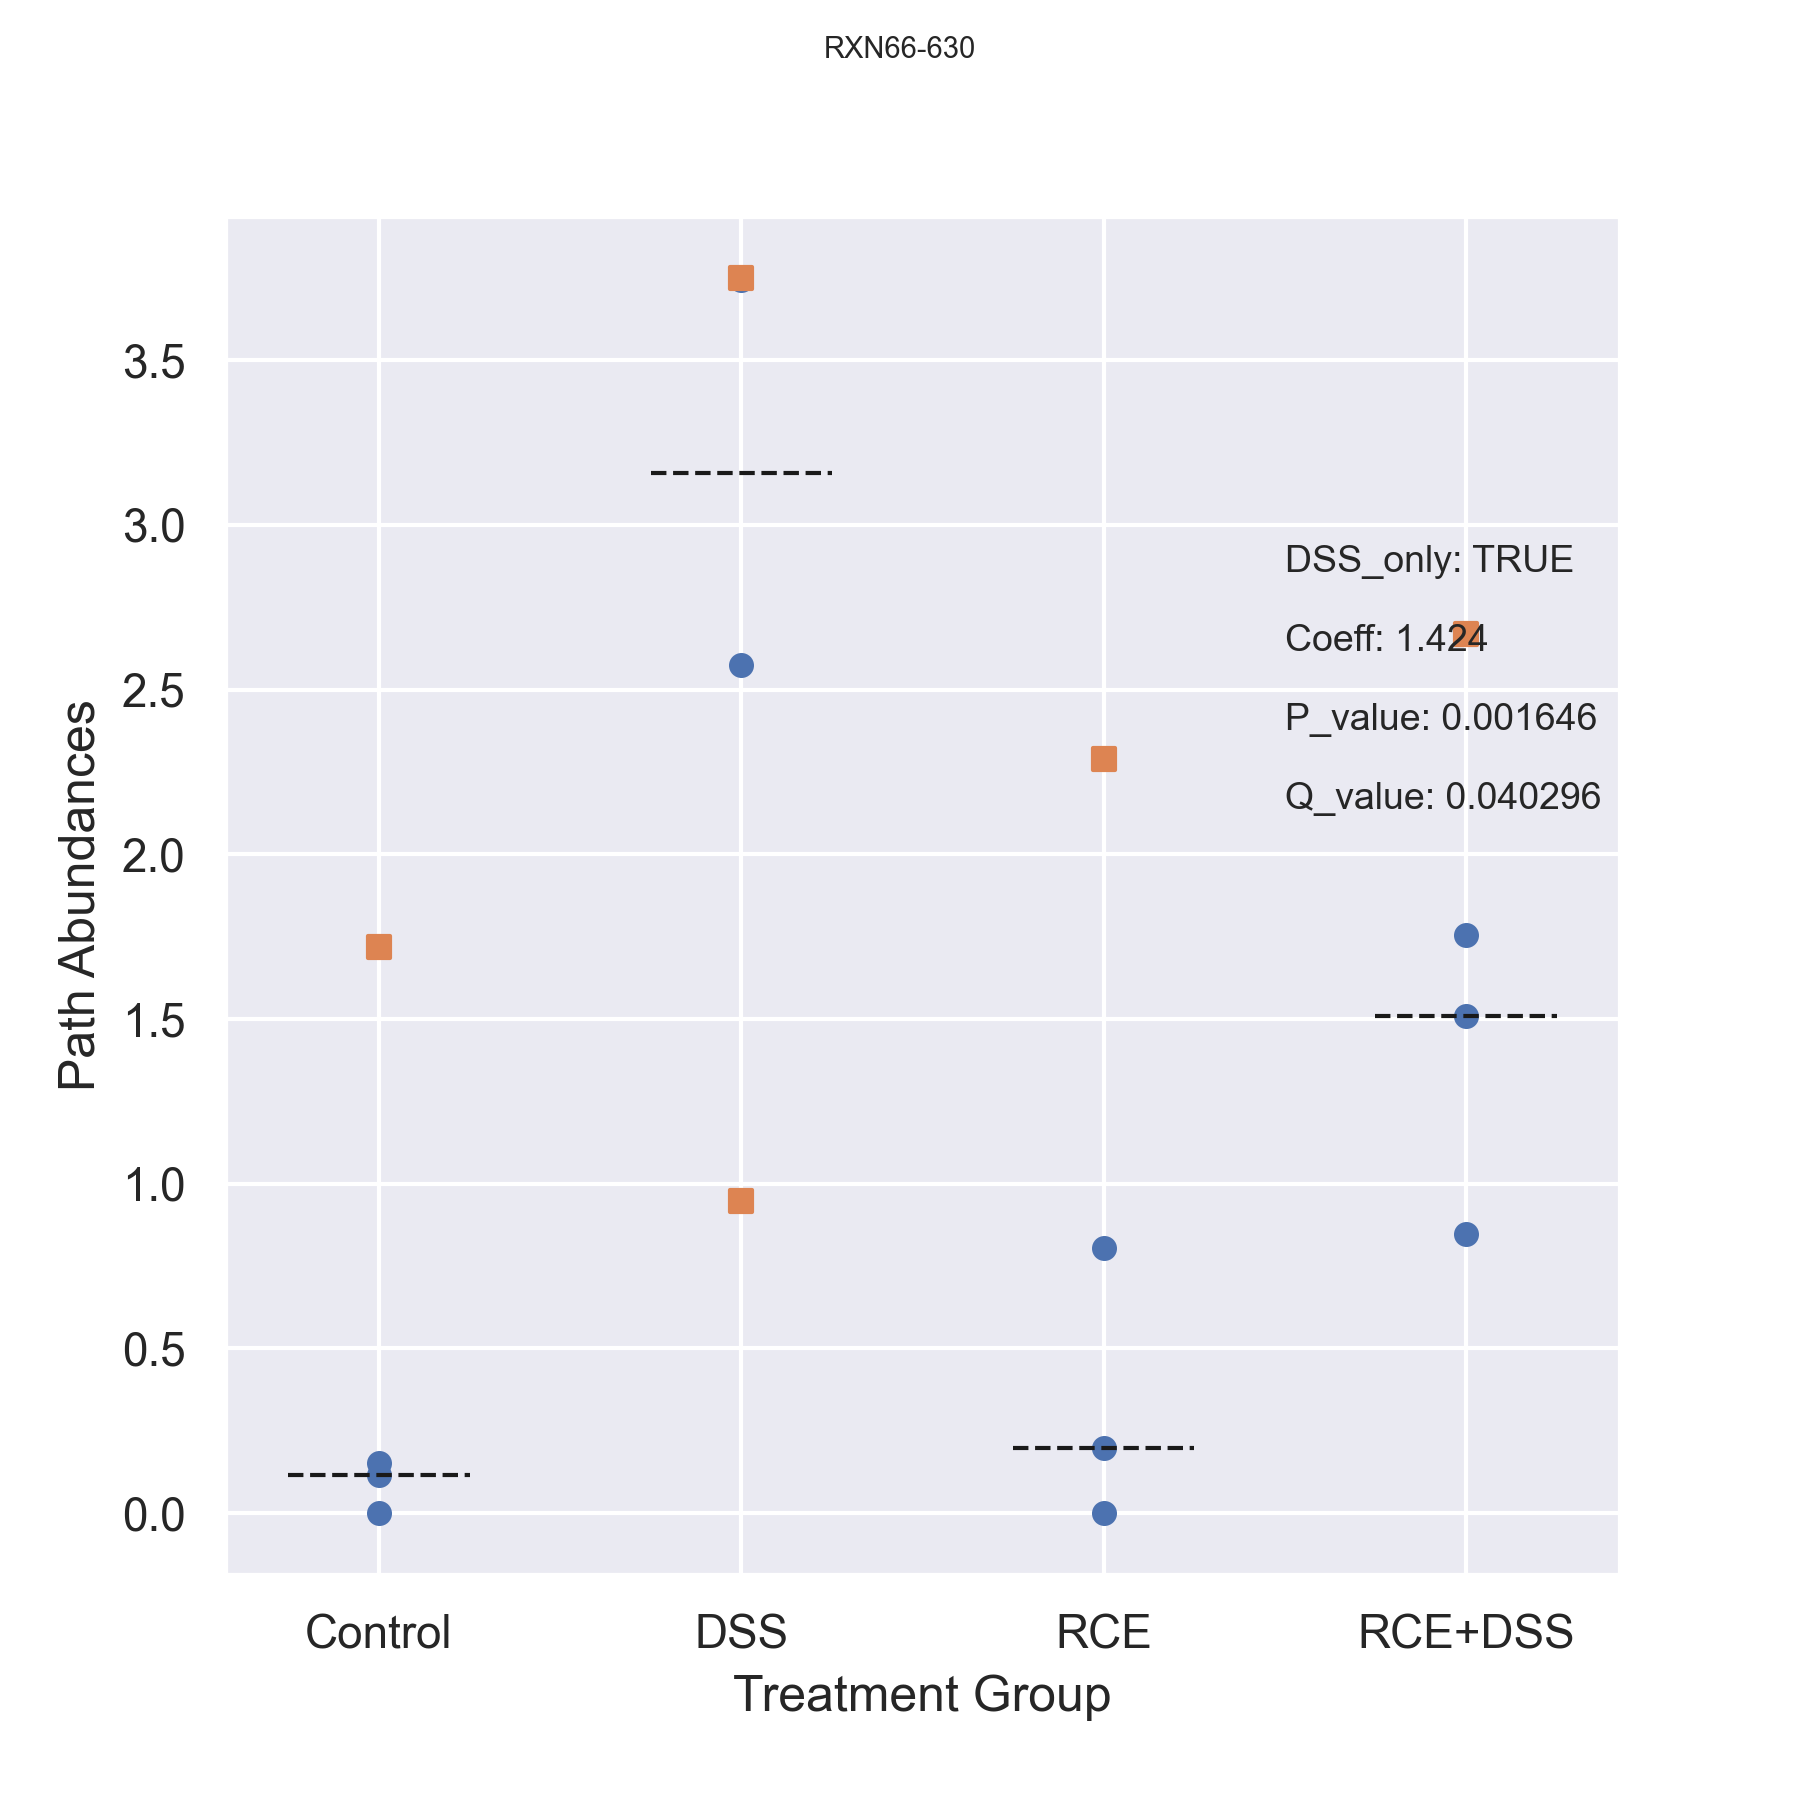 RXN66-630
3.5
3.0
2.5
2.0
1.5
1.0
0.5
0.0
Path Abundances
DSS_only: TRUE
Coeff: 1.424
P_value: 0.001646
Q_value: 0.040296
Control
DSS
RCE
RCE+DSS
Treatment Group